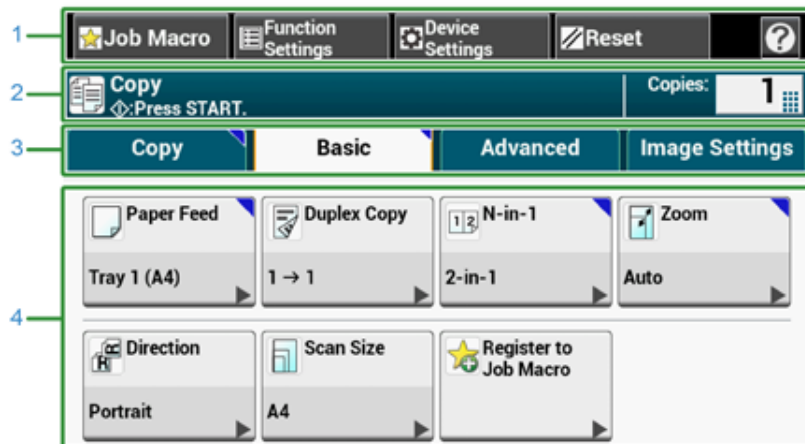 1
Job Macro
Function
Settings
Device
Settings
Reset
?
2
Copy
:Press START.
Copies:
1
3
Copy
Basic
Advanced
Image Settings
4
Paper Feed
Tray 1 (A4)
Duplex Copy
1 → 1
1 2 N-in-1
2-in-1
Zoom
Auto
R R Direction
Portrait
Scan Size
A4
Register to
Job Macro